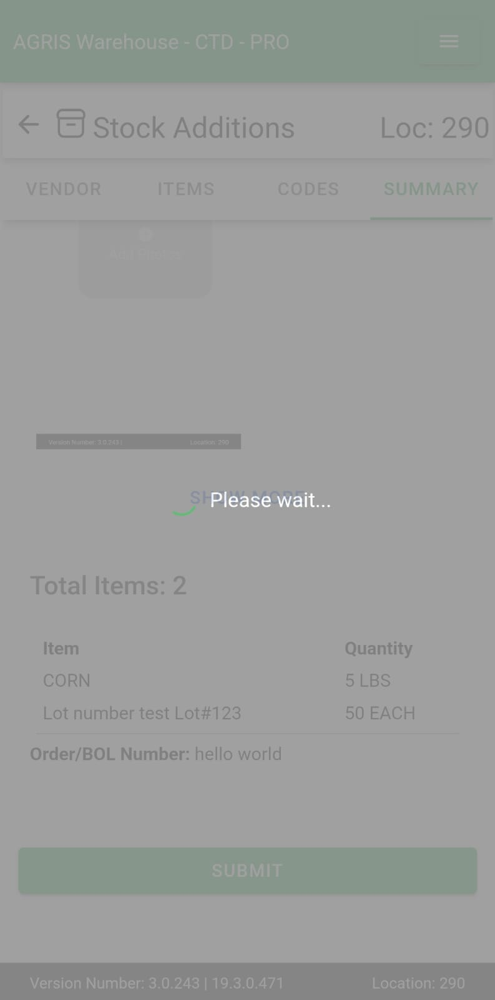 AGRIS Warehouse - CTD - PRO
Stock Additions Loc: 290
VENDOR ITEMS CODES SUMMARY
Add Photos
Version Number: 3.0.243 | Location: 290
SHOW MORE
Please wait...
Total Items: 2
Item Quantity
CORN 5 LBS
Lot number test Lot#123 50 EACH
Order/BOL Number: hello world
SUBMIT
Version Number: 3.0.243 | 19.3.0.471 Location: 290